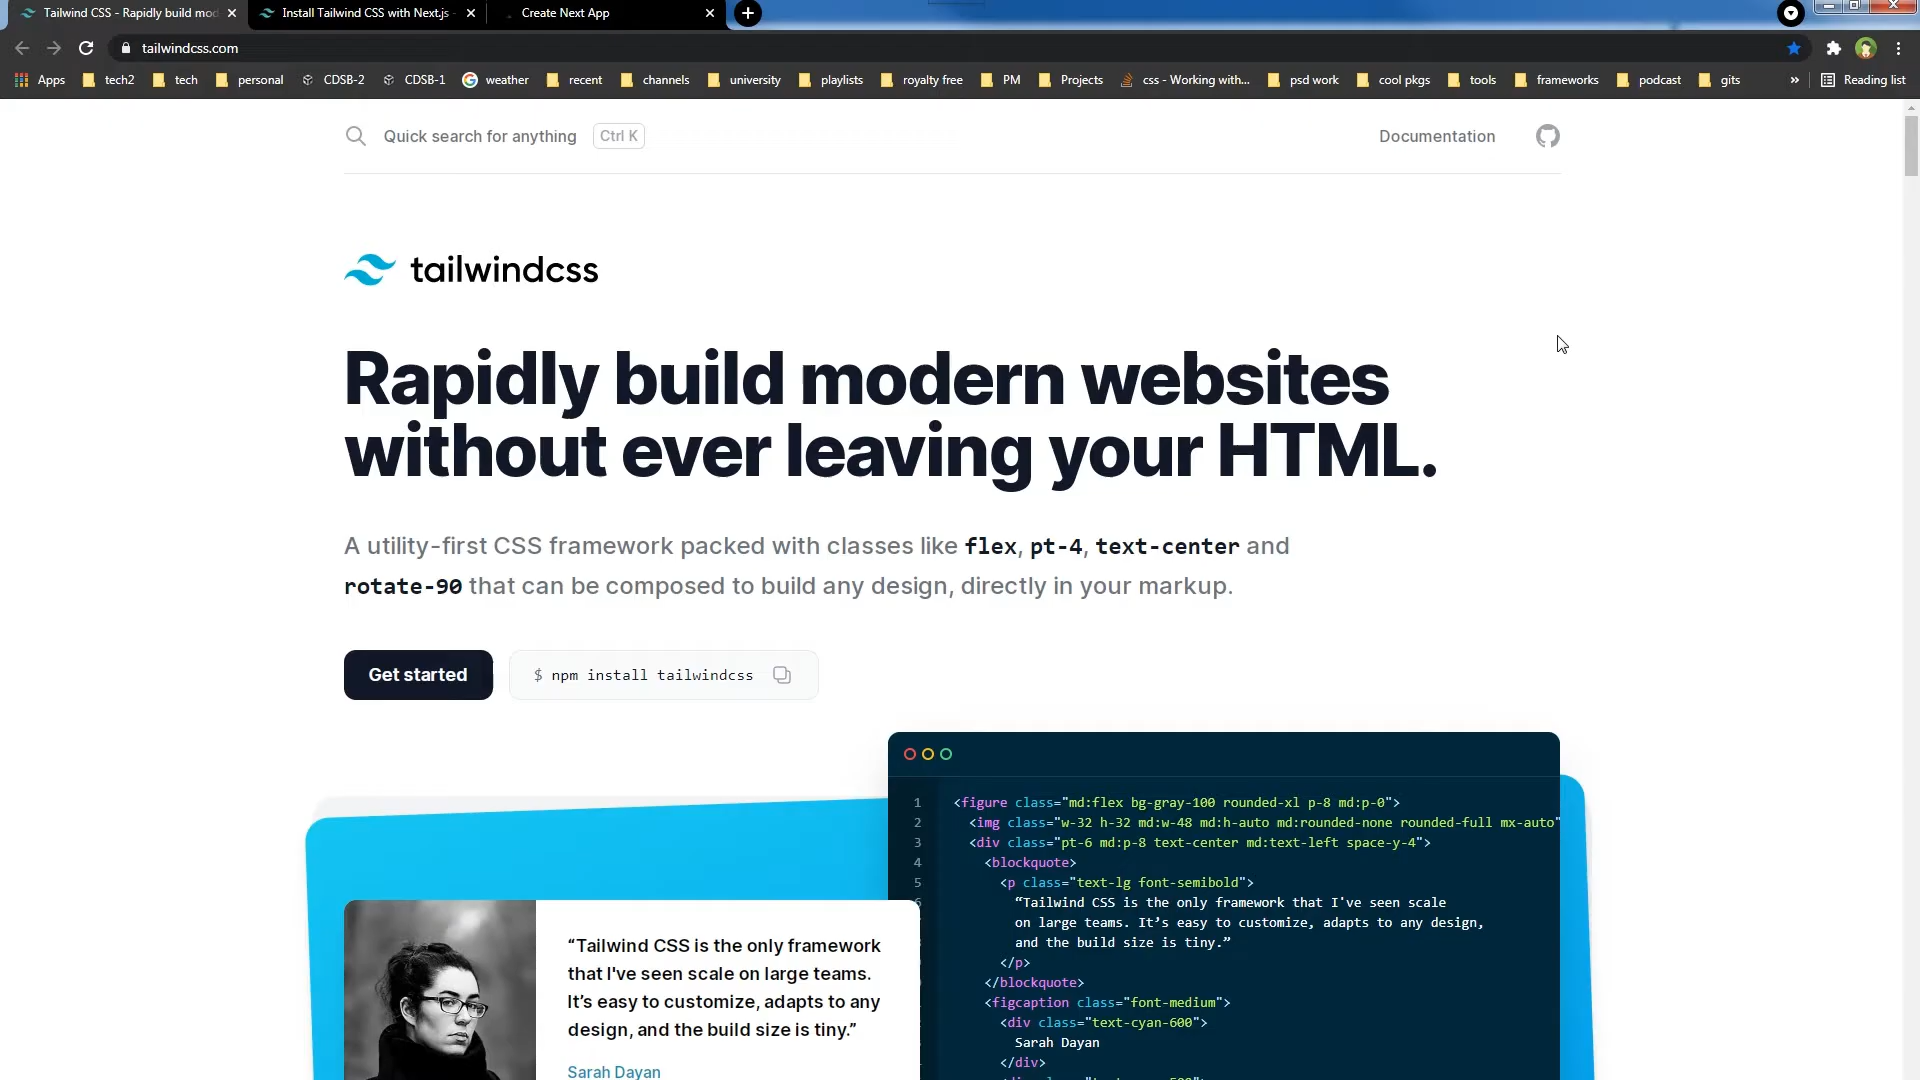 Tailwind CSS - Rapidly build mod
Install Tailwind CSS with Next.js -
Create Next App
tailwindcss.com
Apps
tech2
tech
personal
CDSB-2
CDSB-1
weather
recent
channels
university
playlists
royalty free
PM
Projects
css - Working with...
psd work
cool pkgs
tools
frameworks
podcast
gits
»
Reading list
Quick search for anything
Ctrl K
Documentation
tailwindcss
Rapidly build modern websites
without ever leaving your HTML.
A utility-first CSS framework packed with classes like flex, pt-4, text-center and
rotate-90 that can be composed to build any design, directly in your markup.
Get started
$ npm install tailwindcss
1 <figure class="md:flex bg-gray-100 rounded-xl p-8 md:p-0">
2 <img class="w-32 h-32 md:w-48 md:h-auto md:rounded-none rounded-full mx-auto"
3 <div class="pt-6 md:p-8 text-center md:text-left space-y-4">
4 <blockquote>
5 <p class="text-lg font-semibold">
6 “Tailwind CSS is the only framework that I've seen scale
on large teams. It’s easy to customize, adapts to any design,
and the build size is tiny.”
</p>
</blockquote>
<figcaption class="font-medium">
<div class="text-cyan-600">
Sarah Dayan
</div>
“Tailwind CSS is the only framework
that I've seen scale on large teams.
It’s easy to customize, adapts to any
design, and the build size is tiny.”
Sarah Dayan